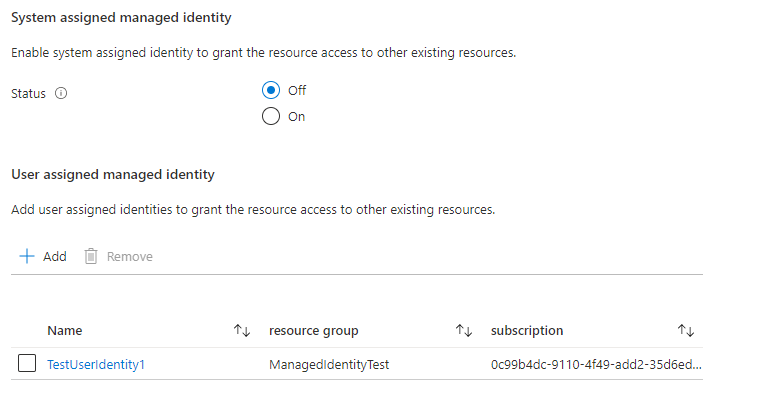 System assigned managed identity
Enable system assigned identity to grant the resource access to other existing resources.
Status Off
On
User assigned managed identity
Add user assigned identities to grant the resource access to other existing resources.
Add Remove
Name resource group subscription
TestUserIdentity1 ManagedIdentityTest 0c99b4dc-9110-4f49-add2-35d6ed...